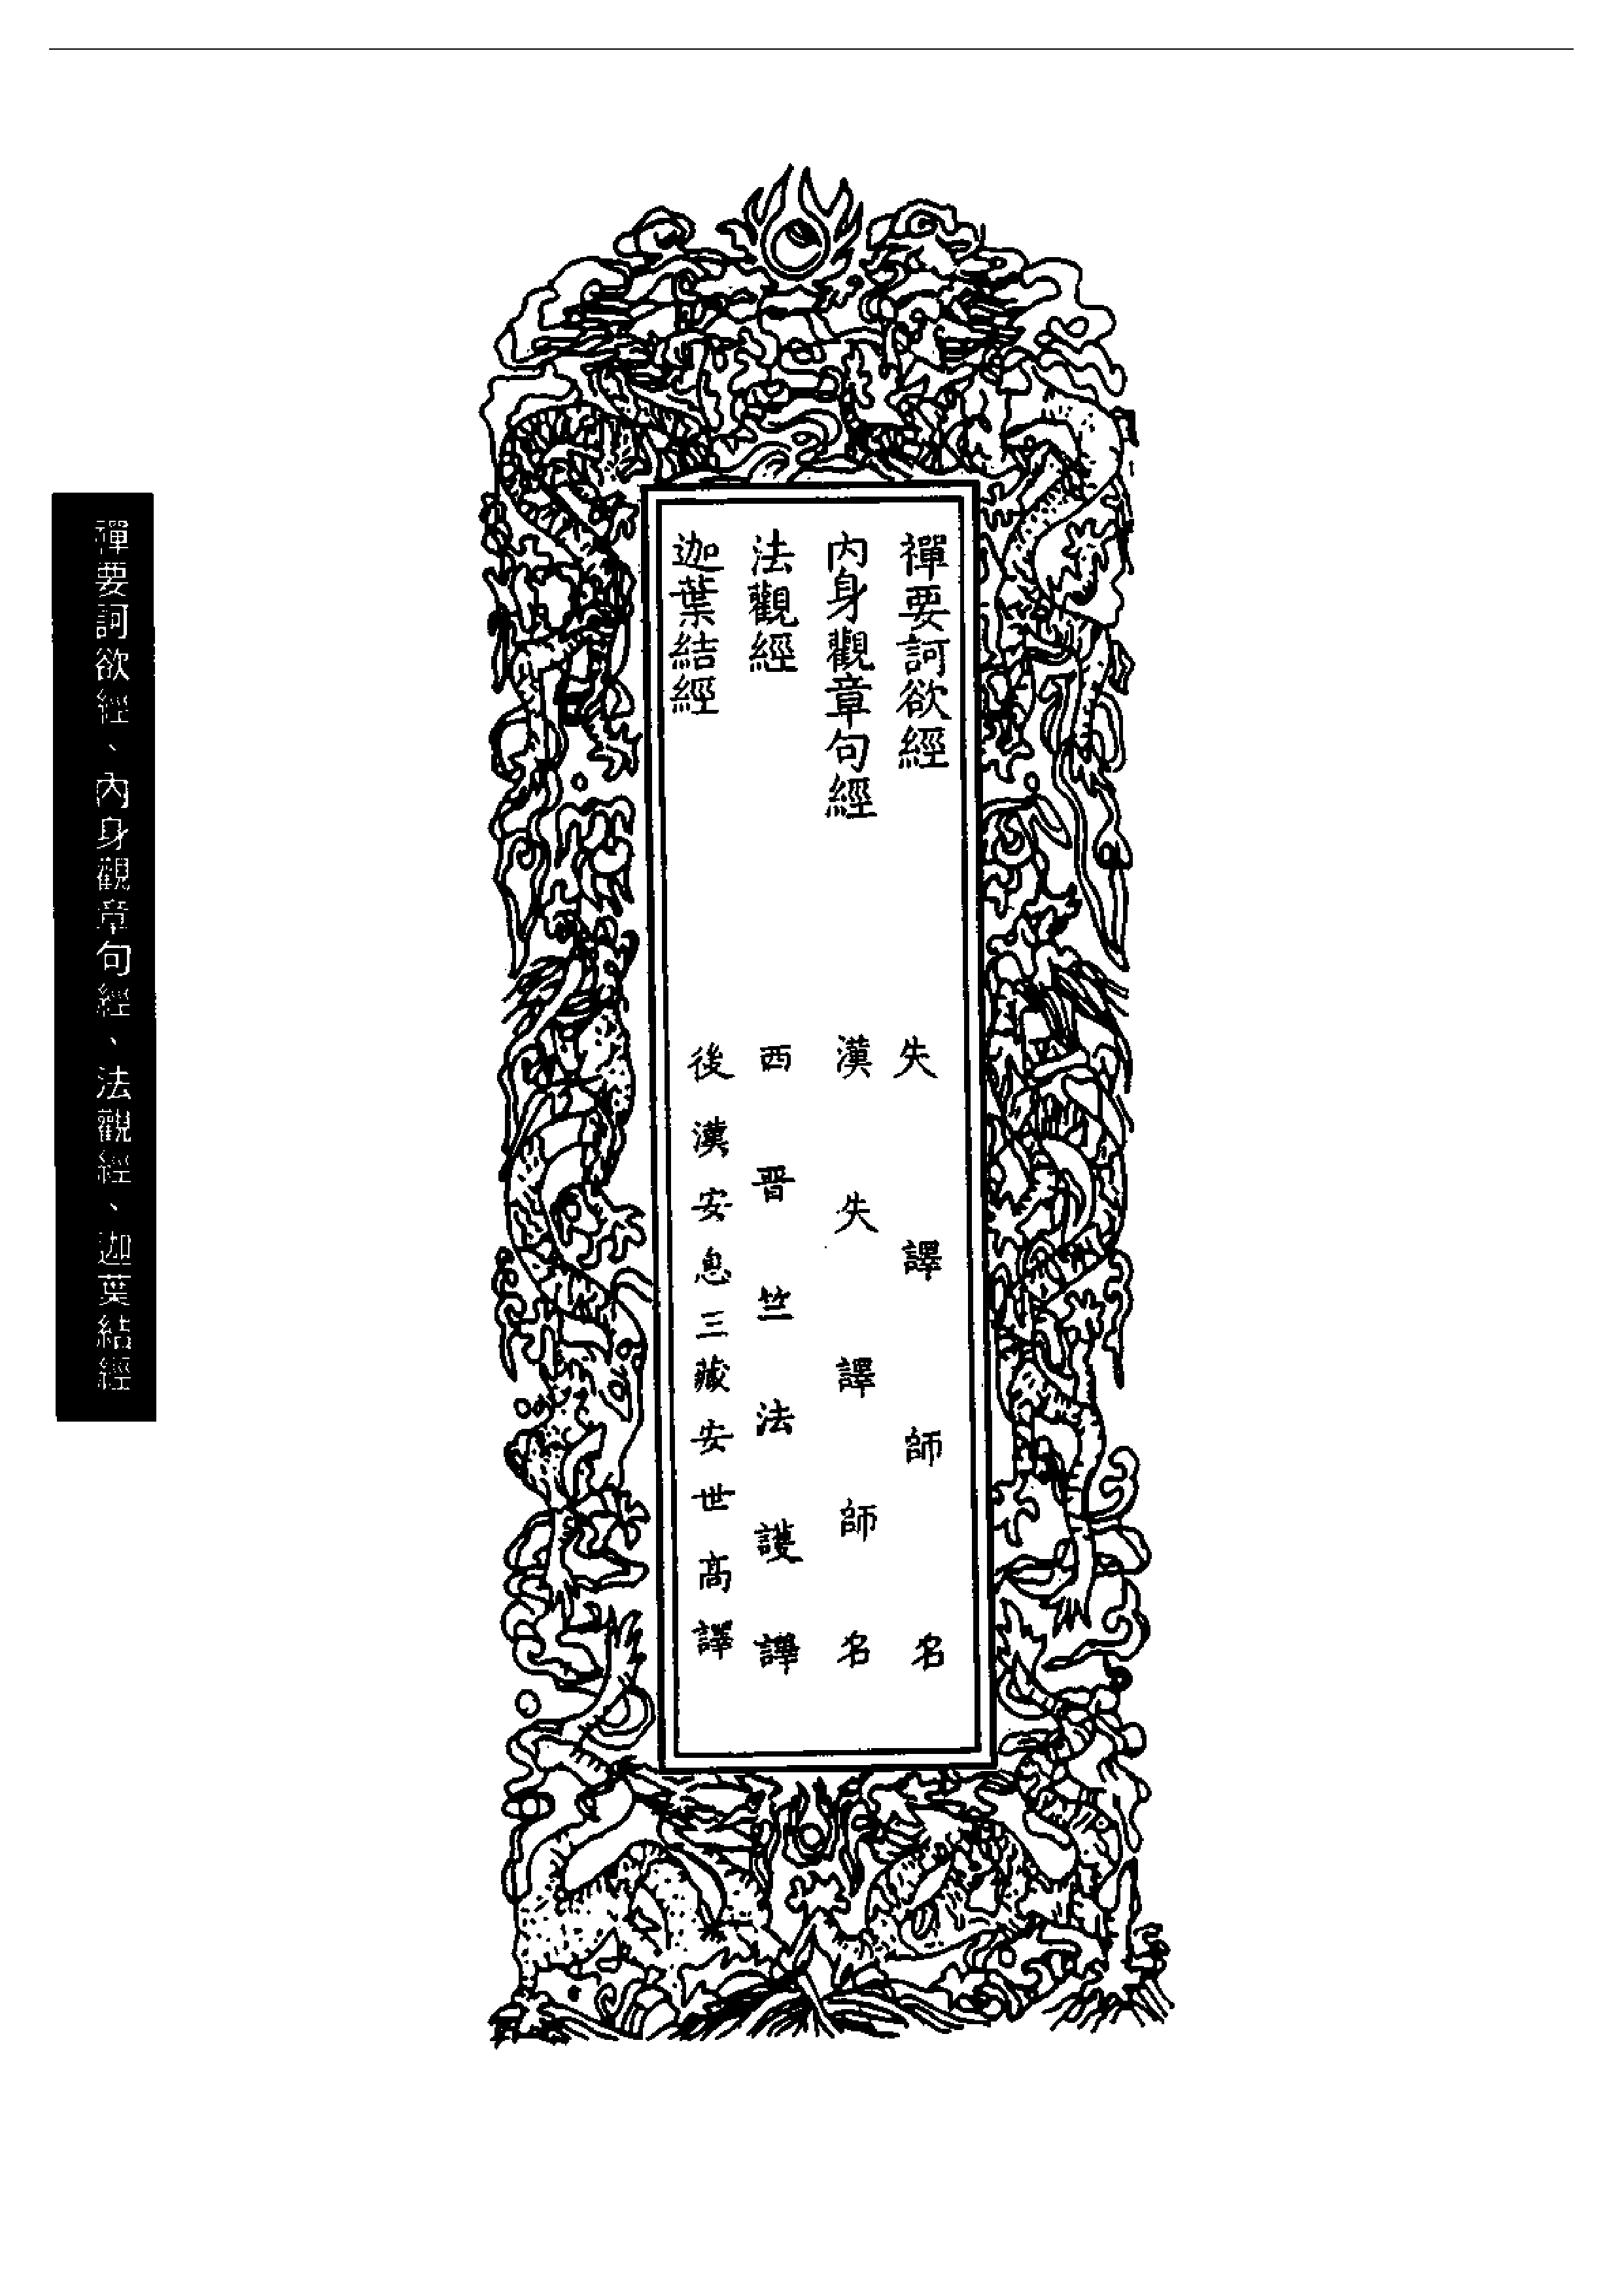 禪要訶欲經　失譯師名
內身觀章句經　漢失譯師名
法觀經　西晋竺法護譯
迦葉結經　後漢安息三藏安世高譯
禪要訶欲經、內身觀章句經、法觀經、迦葉結經